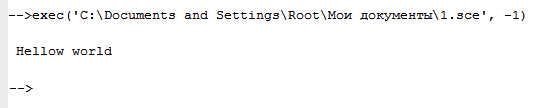 -->exec('C:\Documents and Settings\Root\Мои документы\1.sce', -1)
Hellow world
-->